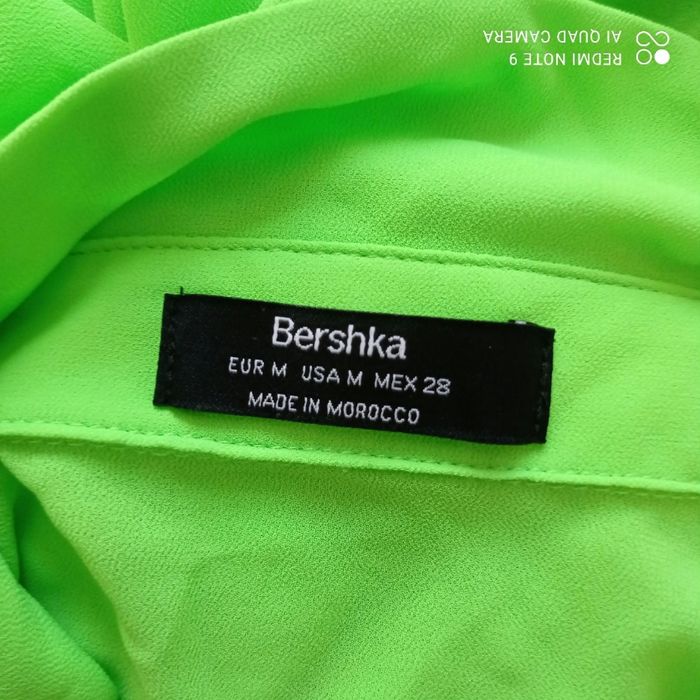 REDMI NOTE 9
AI QUAD CAMERA
Bershka
EUR M USA M MEX 28
MADE IN MOROCCO